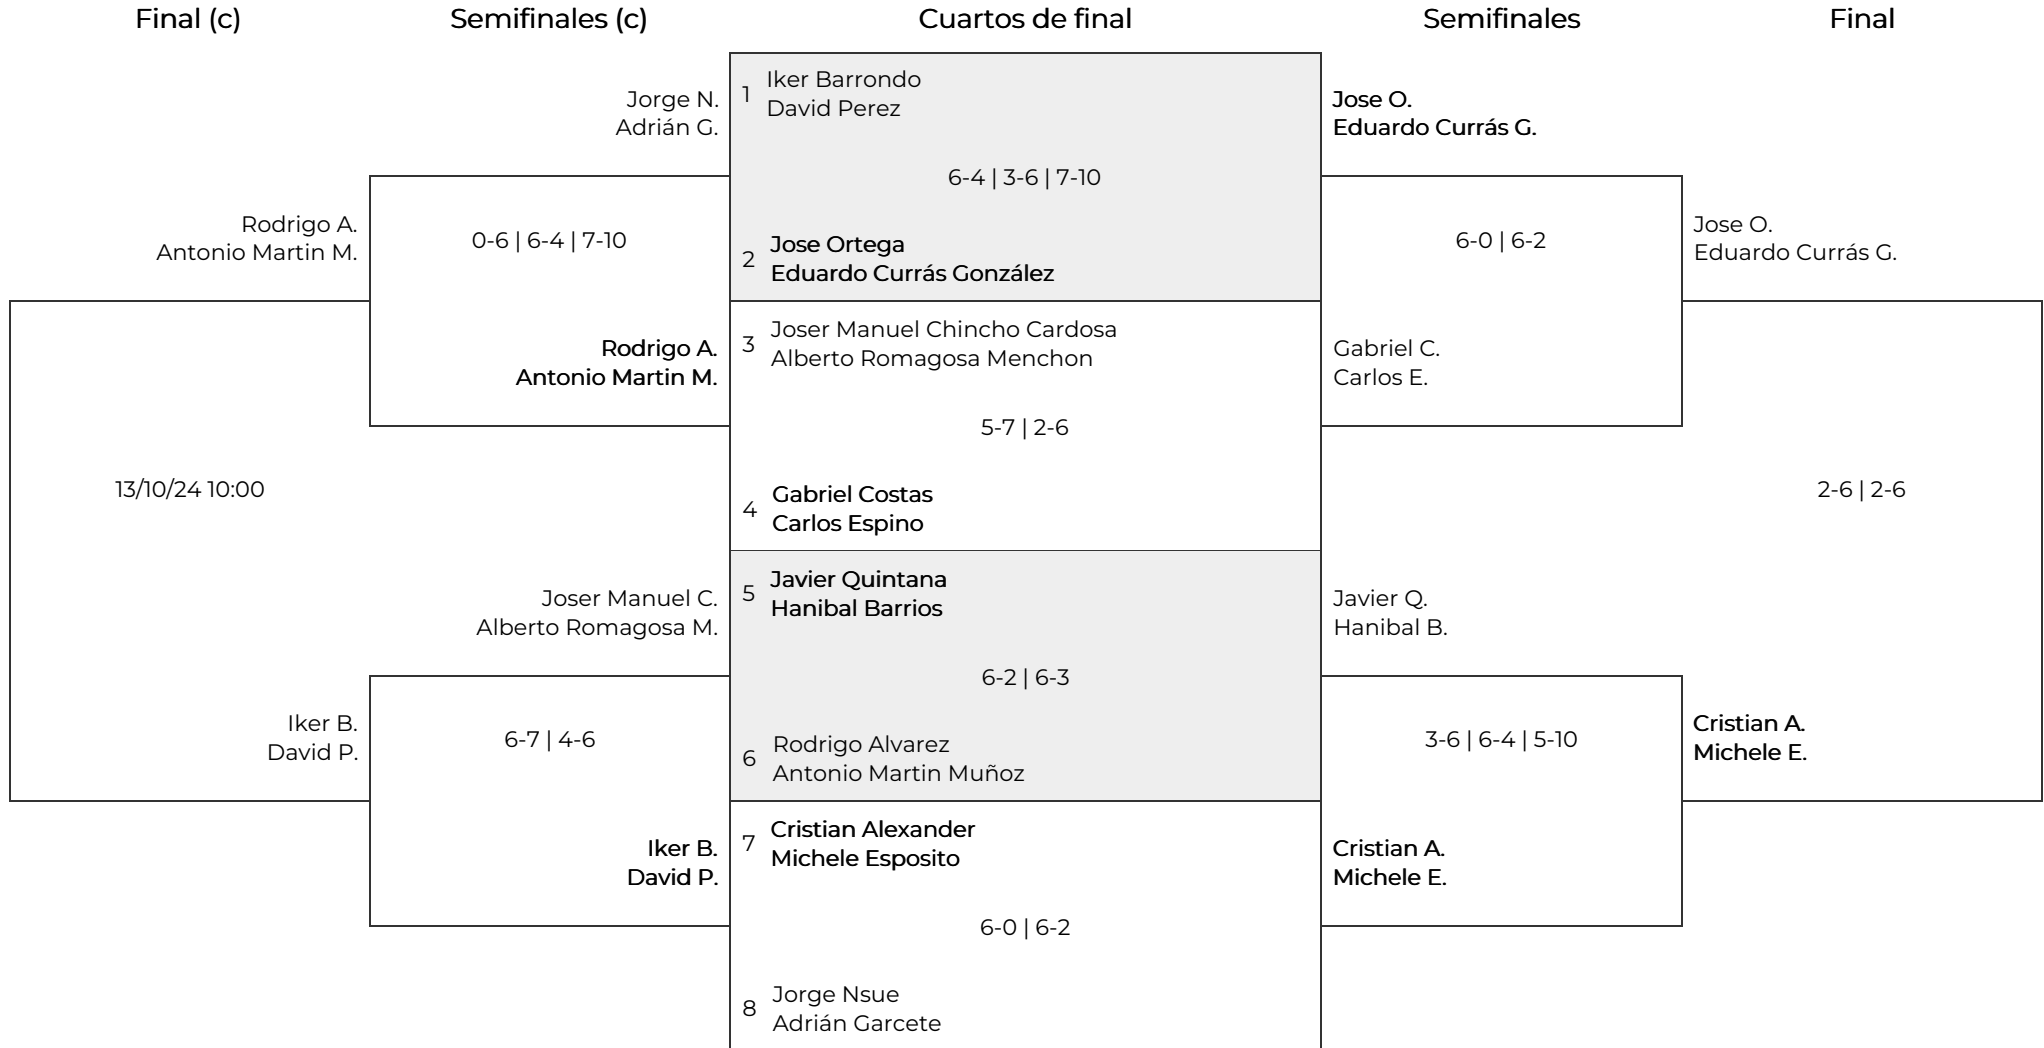 Final (c)
Semifinales (c)
Cuartos de final
Semifinales
Final
Jorge N.
Adrián G.
0-6 | 6-4 | 7-10
Rodrigo A.
Antonio Martin M.
Rodrigo A.
Antonio Martin M.
13/10/24 10:00
Joser Manuel C.
Alberto Romagosa M.
6-7 | 4-6
Iker B.
David P.
Iker B.
David P.
1
Iker Barrondo
David Perez
6-4 | 3-6 | 7-10
2
Jose Ortega
Eduardo Currás González
3
Joser Manuel Chincho Cardosa
Alberto Romagosa Menchon
5-7 | 2-6
4
Gabriel Costas
Carlos Espino
5
Javier Quintana
Hanibal Barrios
6-2 | 6-3
6
Rodrigo Alvarez
Antonio Martin Muñoz
7
Cristian Alexander
Michele Esposito
6-0 | 6-2
8
Jorge Nsue
Adrián Garcete
Jose O.
Eduardo Currás G.
6-0 | 6-2
Gabriel C.
Carlos E.
Javier Q.
Hanibal B.
3-6 | 6-4 | 5-10
Cristian A.
Michele E.
Jose O.
Eduardo Currás G.
2-6 | 2-6
Cristian A.
Michele E.